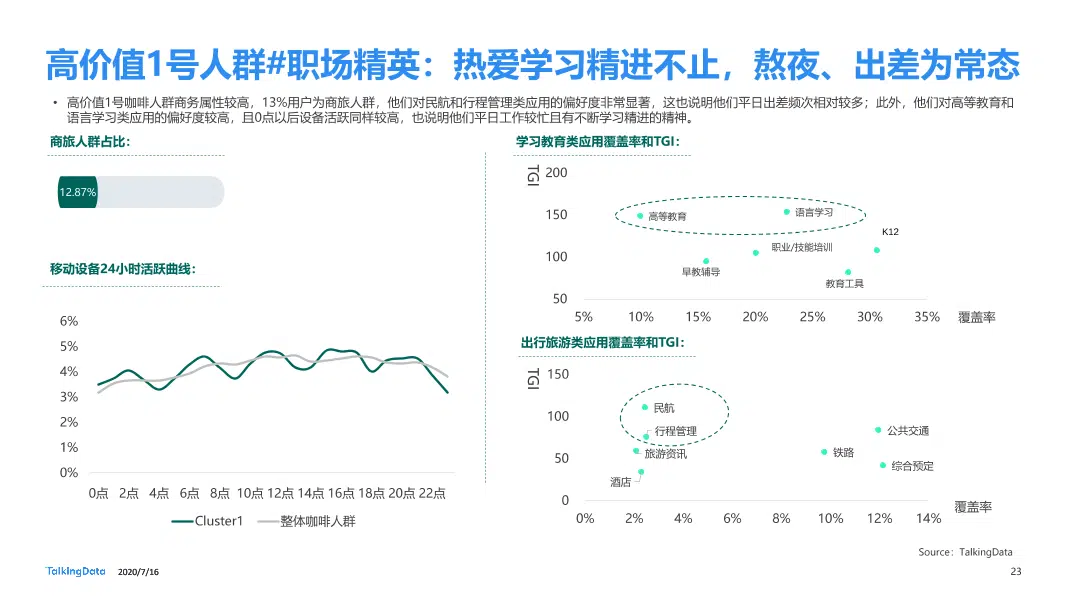 高价值1号人群#职场精英：热爱学习精进不止，熬夜、出差为常态
• 高价值1号咖啡人群商务属性较高，13%用户为商旅人群，他们对民航和行程管理类应用的偏好度非常显著，这也说明他们平日出差频次相对较多；此外，他们对高等教育和
语言学习类应用的偏好度较高，且0点以后设备活跃同样较高，也说明他们平日工作较忙且有不断学习精进的精神。
商旅人群占比：
12.87%
移动设备24小时活跃曲线：
6%
5%
4%
3%
2%
1%
0%
0点 2点 4点 6点 8点 10点 12点 14点 16点 18点 20点 22点
Cluster1 整体咖啡人群
学习教育类应用覆盖率和TGI：
TGI
200
150
100
50
高等教育
语言学习
K12
职业/技能培训
早教辅导
教育工具
5% 10% 15% 20% 25% 30% 35% 覆盖率
出行旅游类应用覆盖率和TGI：
TGI
150
100
50
0
民航
行程管理
旅游资讯
酒店
公共交通
铁路
综合预定
0% 2% 4% 6% 8% 10% 12% 14% 覆盖率
Source：TalkingData
TalkingData 2020/7/16
23